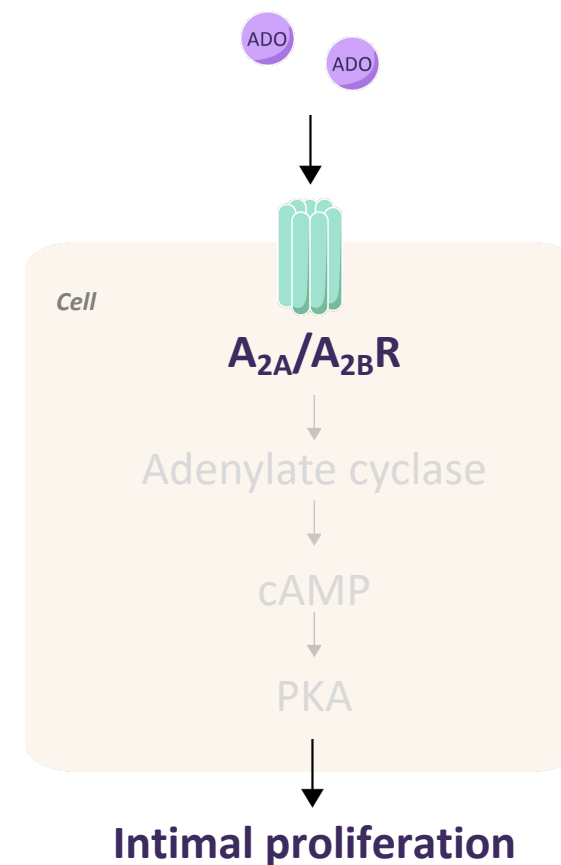 ADO
ADO
Cell
A2A/A2BR
Adenylate cyclase
cAMP
PKA
Intimal proliferation